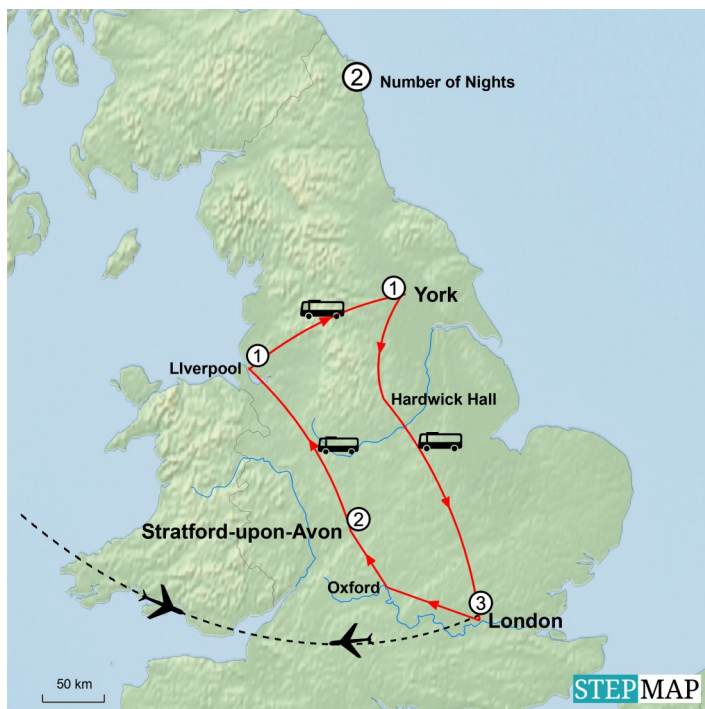 2 Number of Nights
1 York
1
LIverpool
Hardwick Hall
2
Stratford-upon-Avon
Oxford
3
London
50 km
STEPMAP